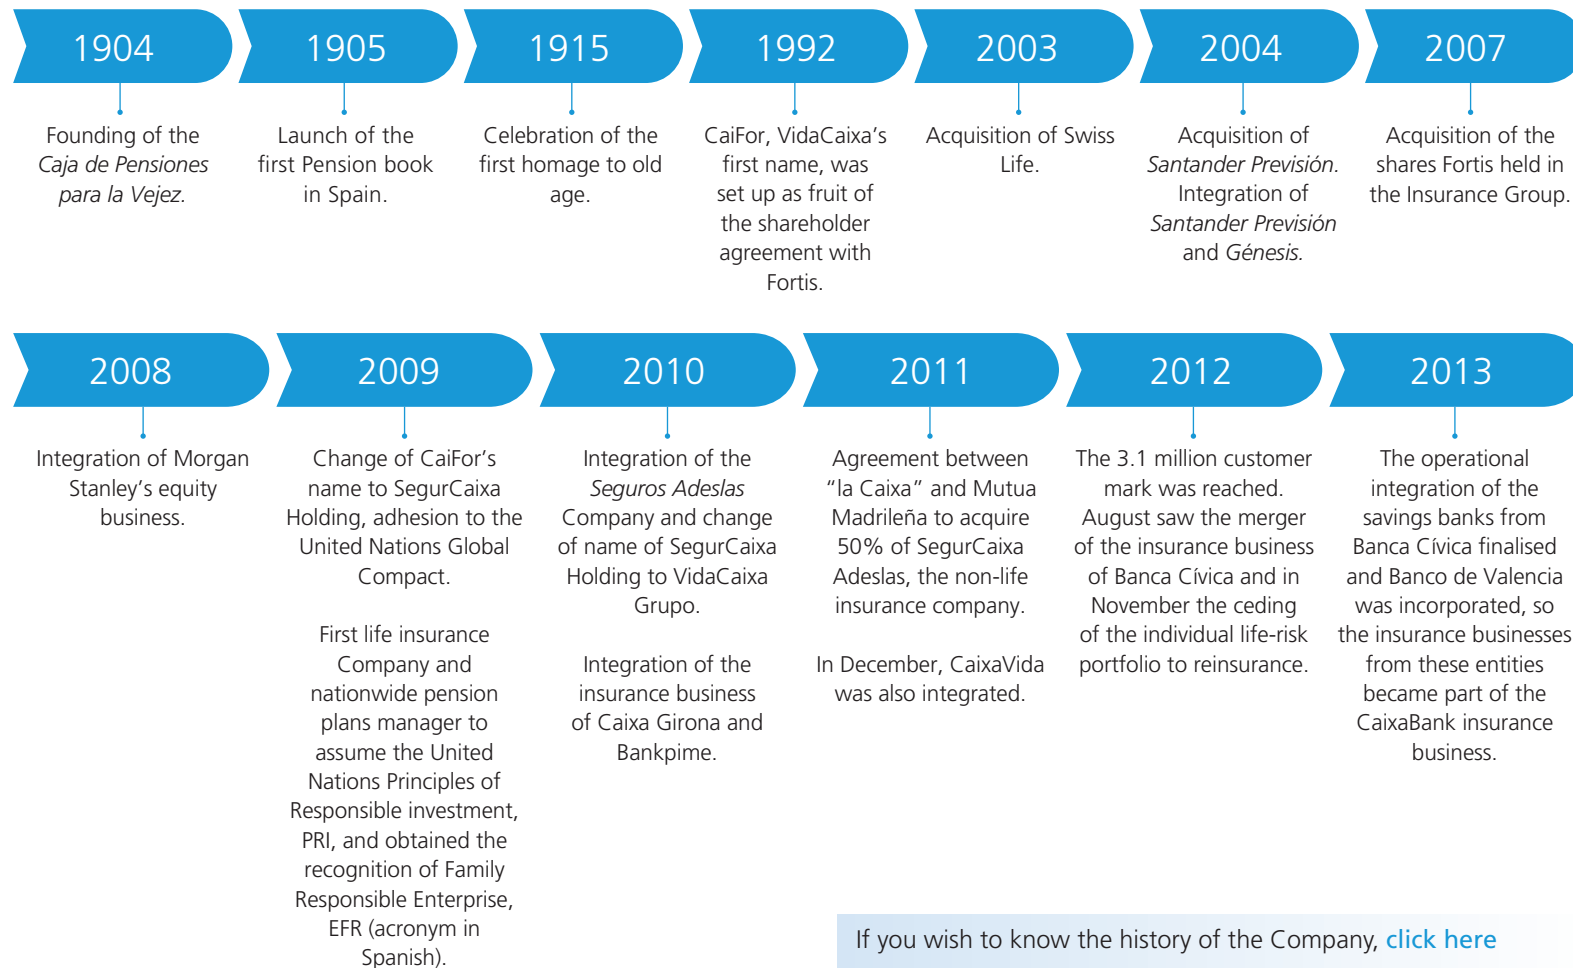 1904
Founding of the
Caja de Pensiones
para la Vejez.
1905
Launch of the
first Pension book
in Spain.
1915
Celebration of the
first homage to old
age.
1992
CaiFor, VidaCaixa's
first name, was
set up as fruit of
the shareholder
agreement with
Fortis.
2003
Acquisition of Swiss
Life.
2004
Acquisition of
Santander Previsión.
Integration of
Santander Previsión
and Génesis.
2007
Acquisition of the
shares Fortis held in
the Insurance Group.
2008
Integration of Morgan
Stanley's equity
business.
2009
Change of CaiFor's
name to SegurCaixa
Holding, adhesion to the
United Nations Global
Compact.
First life insurance
Company and
nationwide pension
plans manager to
assume the United
Nations Principles of
Responsible investment,
PRI, and obtained the
recognition of Family
Responsible Enterprise,
EFR (acronym in
Spanish).
2010
Integration of the
Seguros Adeslas
Company and change
of name of SegurCaixa
Holding to VidaCaixa
Grupo.
Integration of the
insurance business
of Caixa Girona and
Bankpime.
2011
Agreement between
“la Caixa” and Mutua
Madrileña to acquire
50% of SegurCaixa
Adeslas, the non-life
insurance company.
In December, CaixaVida
was also integrated.
2012
The 3.1 million customer
mark was reached.
August saw the merger
of the insurance business
of Banca Cívica and in
November the ceding
of the individual life-risk
portfolio to reinsurance.
2013
The operational
integration of the
savings banks from
Banca Cívica finalised
and Banco de Valencia
was incorporated, so
the insurance businesses
from these entities
became part of the
CaixaBank insurance
business.
If you wish to know the history of the Company, click here